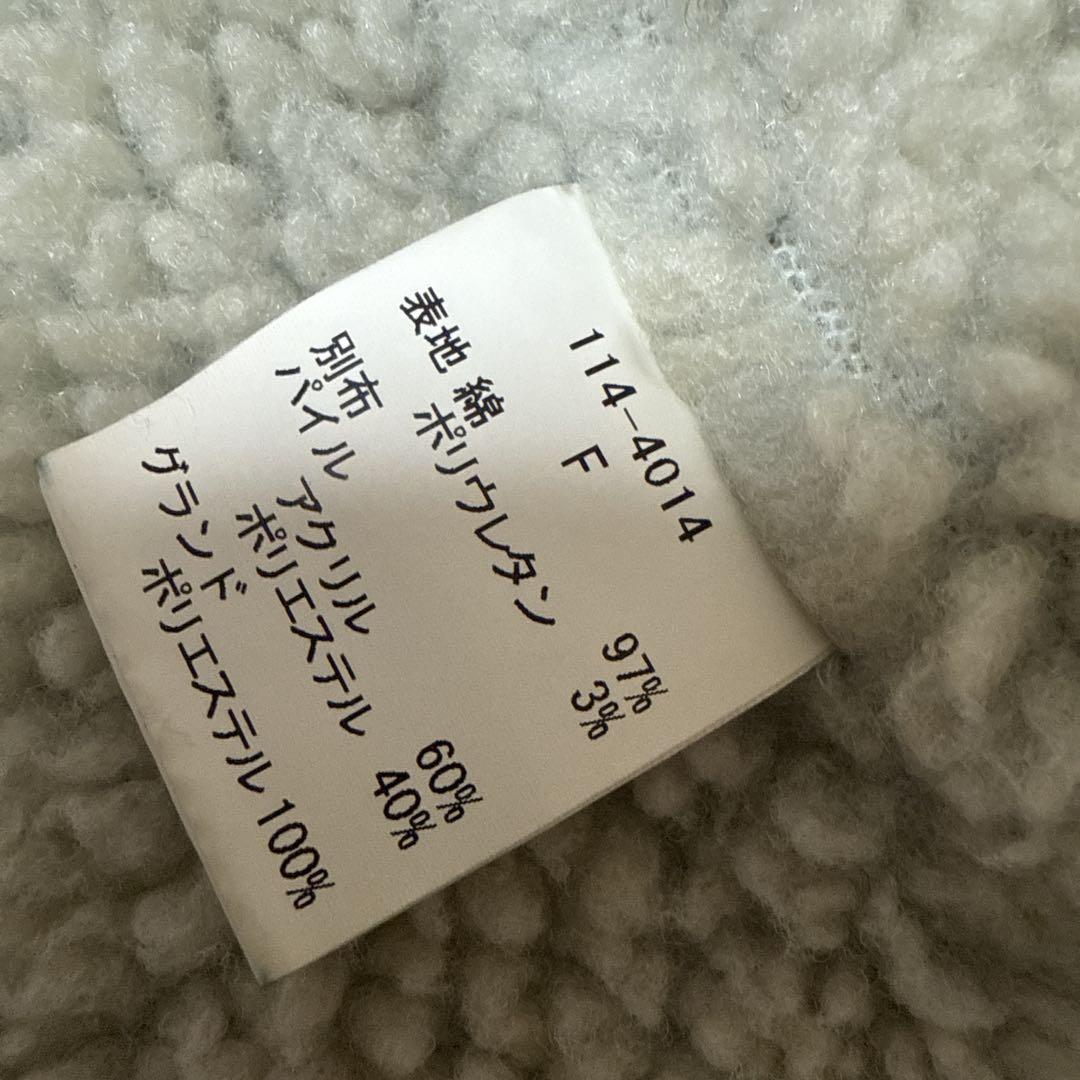 114-4014
F
表地 綿 97%
ポリウレタン 3%
別布
パイル アクリル 60%
ポリエステル 40%
グランド
ポリエステル 100%